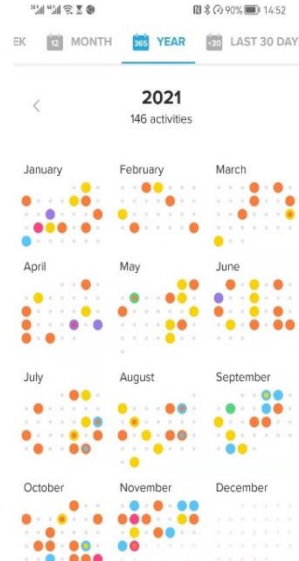 90% 14:52
EK 12 MONTH 365 YEAR +30 LAST 30 DAY
2021
146 activities
January February March
April May June
July August September
October November December